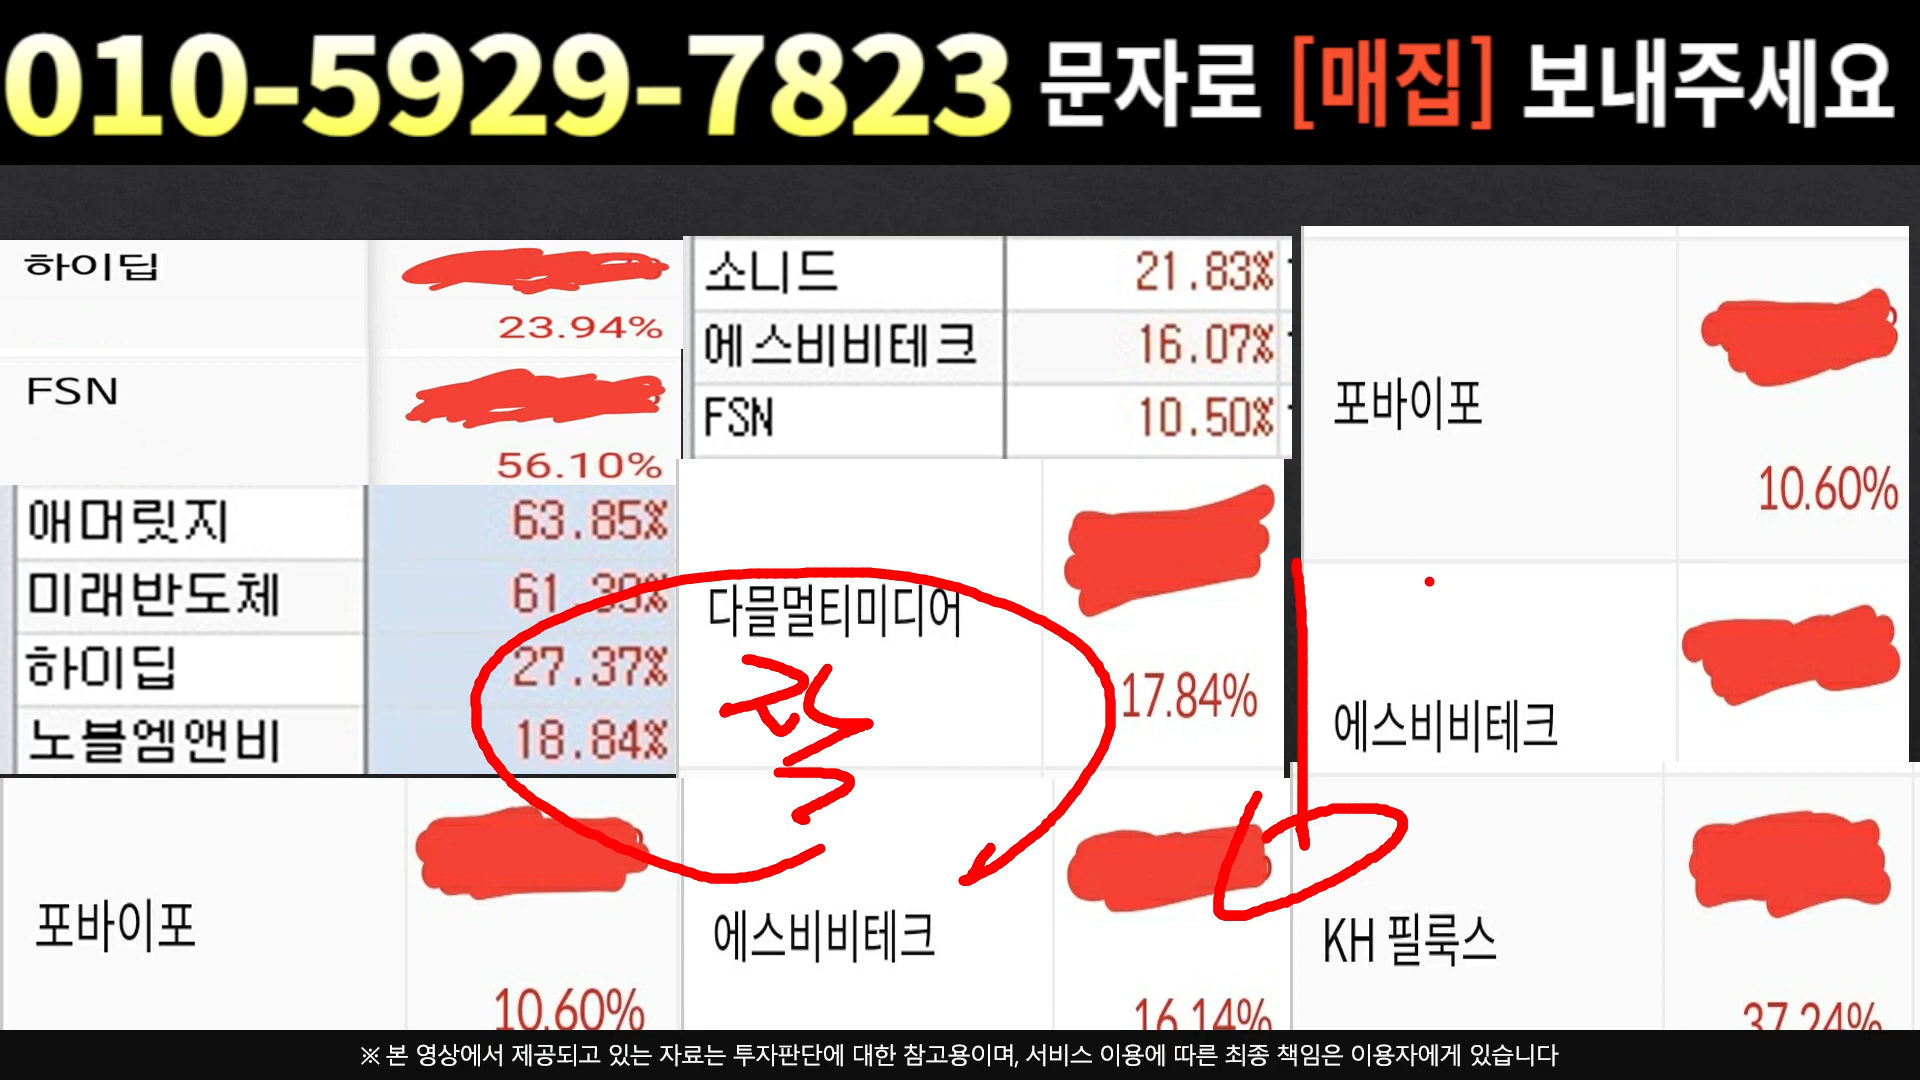 010-5929-7823 문자로 [매집] 보내주세요
하이딥
23.94%
FSN
56.10%
애머릿지 63.85%
미래반도체 61.39%
하이딥 27.37%
노블엠앤비 18.84%
소니드 21.83%
에스비비테크 16.07%
FSN 10.50%
다믈멀티미디어
17.84%
포바이포
10.60%
에스비비테크
포바이포
10.60%
에스비비테크
16.14%
KH 필룩스
37.24%
※ 본 영상에서 제공되고 있는 자료는 투자판단에 대한 참고용이며, 서비스 이용에 따른 최종 책임은 이용자에게 있습니다